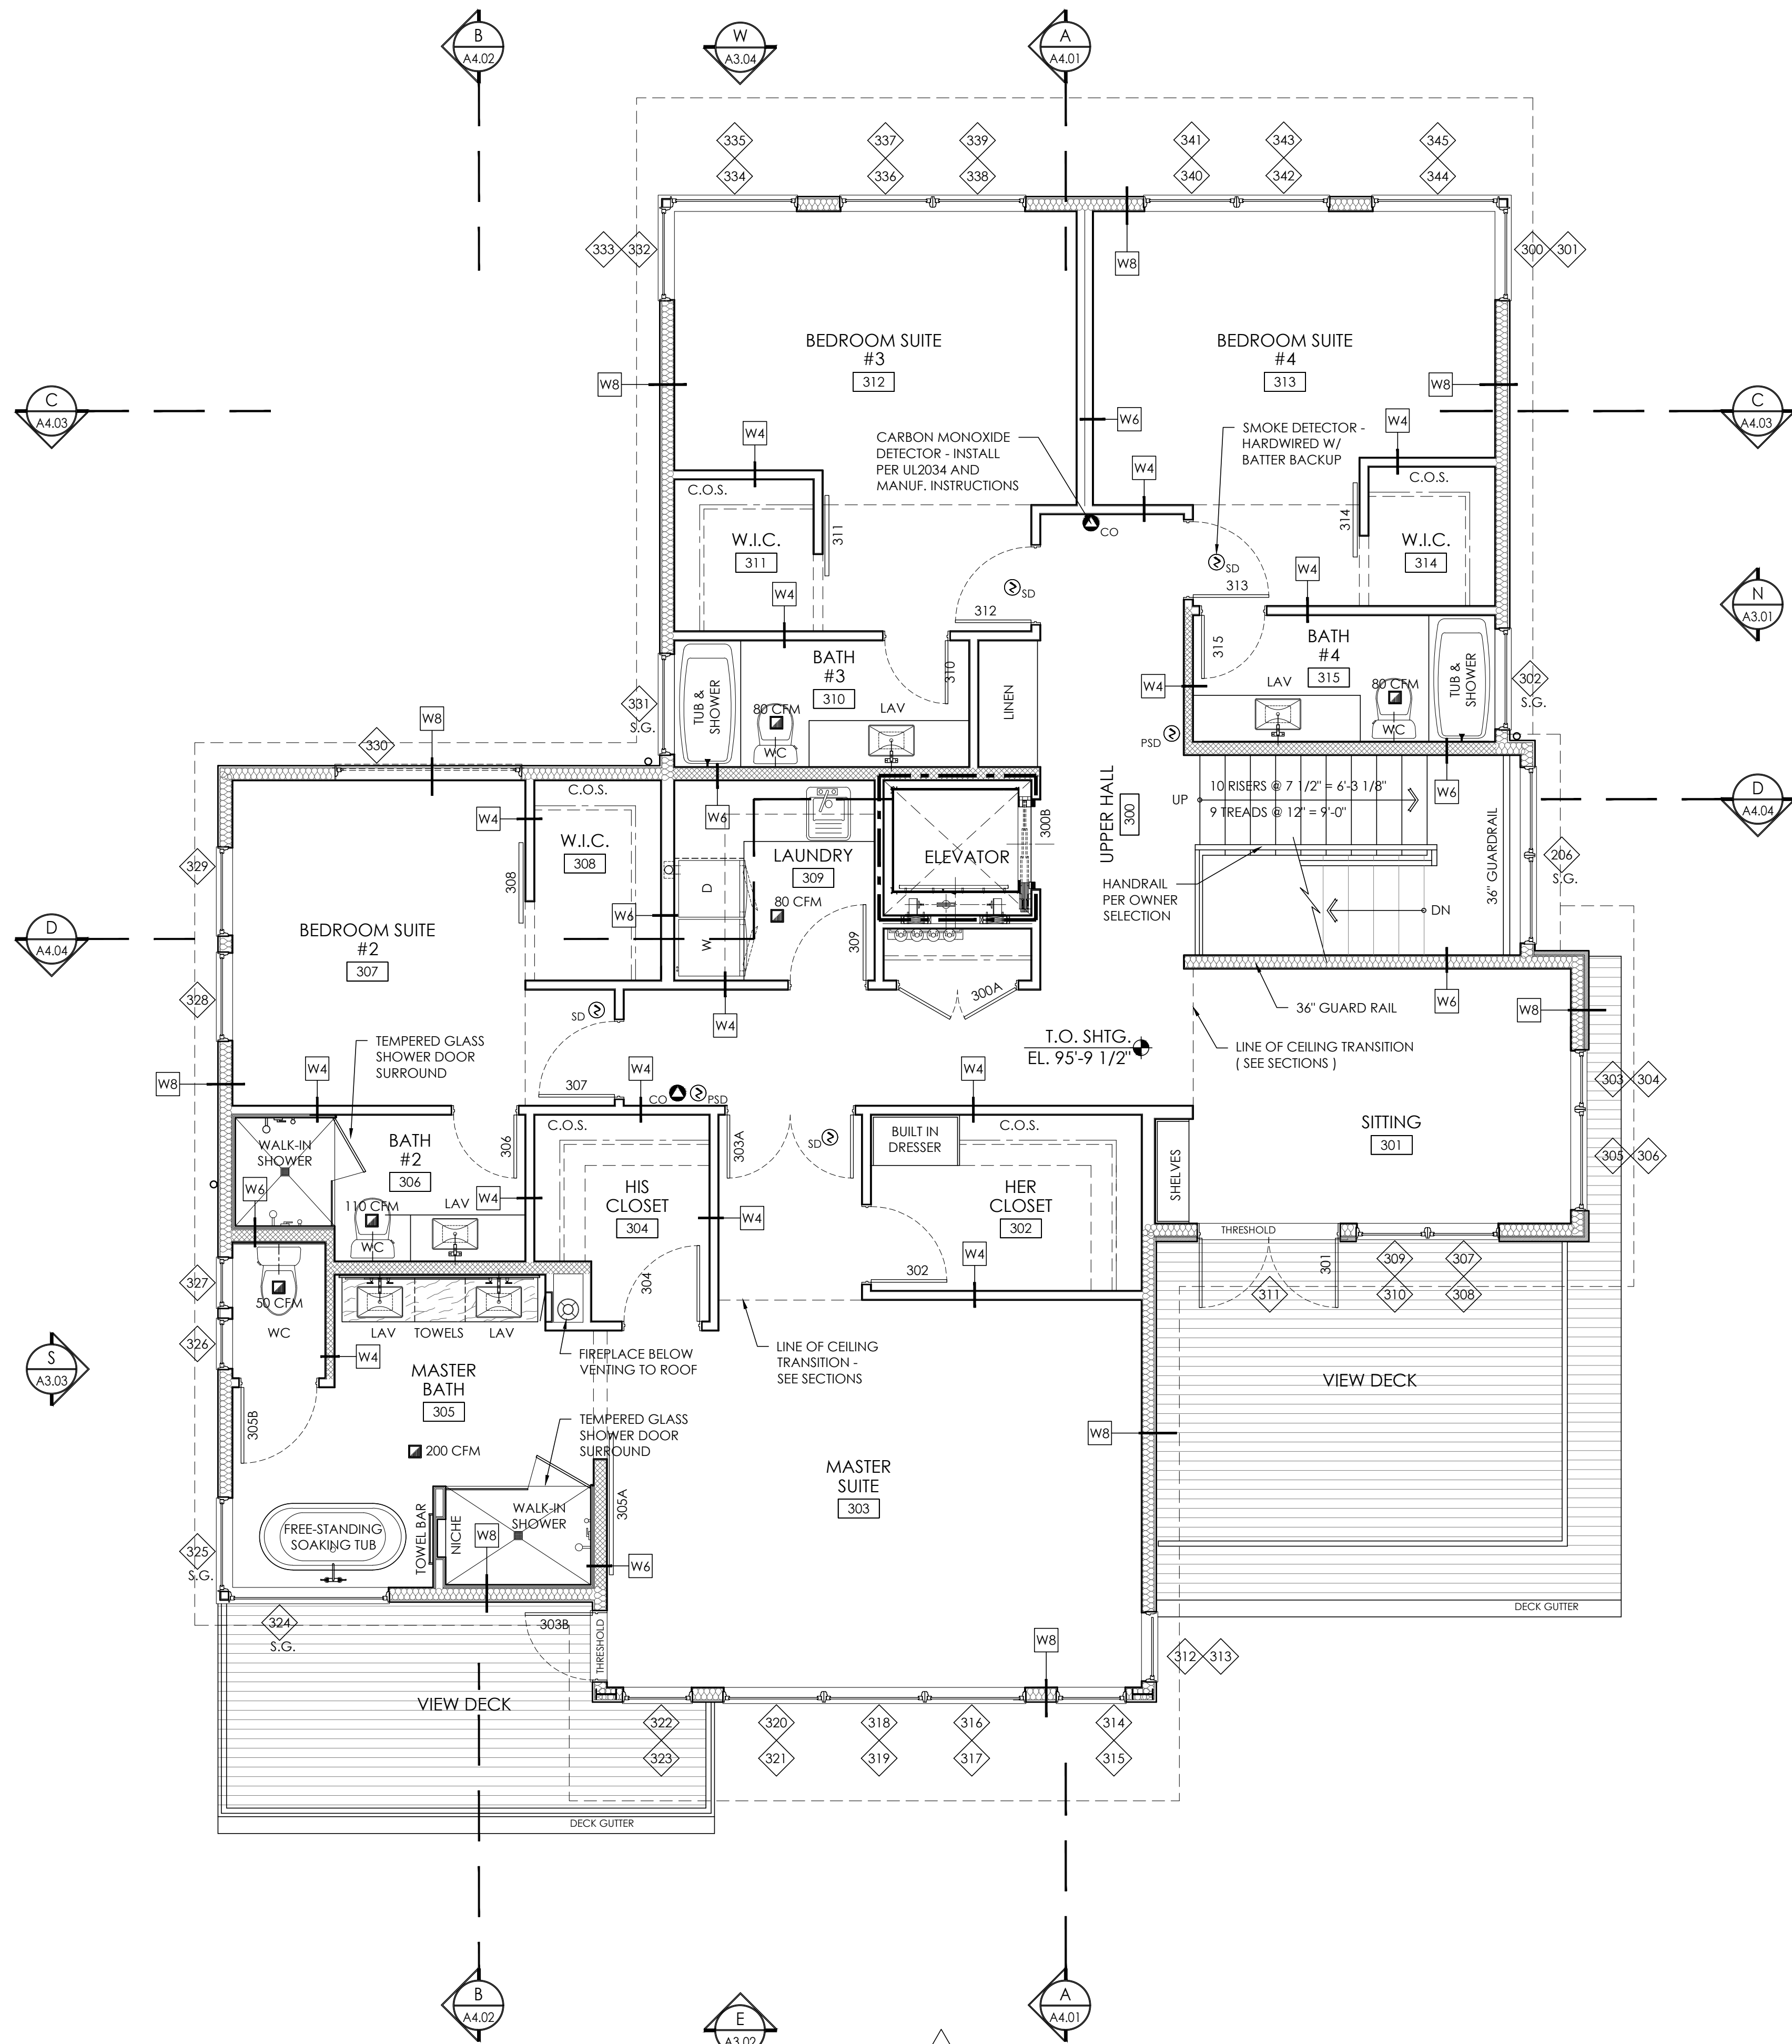 B
A4.02
W
A3.04
A
A4.01
335
337
339
341
343
345
334
336
338
340
342
344
333
332
W8
300
301
BEDROOM SUITE
#3
312
BEDROOM SUITE
#4
313
W8
W8
C
A4.03
C
A4.03
W4
CARBON MONOXIDE
DETECTOR - INSTALL
PER UL2034 AND
MANUF. INSTRUCTIONS
W6
SMOKE DETECTOR -
HARDWIRED W/
BATTER BACKUP
W4
W4
C.O.S.
C.O.S.
W.I.C.
311
311
CO
314
W.I.C.
314
SD
SD
W4
W4
312
313
N
A3.01
BATH
#3
310
310
BATH
#4
315
315
TUB &
SHOWER
80 CFM
WC
LAV
LINEN
W4
LAV
80 CFM
WC
TUB &
SHOWER
331
S.G.
302
S.G.
PSD
W8
330
C.O.S.
W4
W.I.C.
308
308
W6
LAUNDRY
309
80 CFM
D
W
W6
309
ELEVATOR
300B
UPPER HALL
300
UP
10 RISERS @ 7 1/2" = 6'-3 1/8"
9 TREADS @ 12" = 9'-0"
W6
D
A4.04
36" GUARDRAIL
206
S.G.
HANDRAIL
PER OWNER
SELECTION
DN
329
D
A4.04
BEDROOM SUITE
#2
307
328
300A
W4
W6
36" GUARD RAIL
W8
SD
TEMPERED GLASS
SHOWER DOOR
SURROUND
T.O. SHTG.
EL. 95'-9 1/2"
LINE OF CEILING TRANSITION
( SEE SECTIONS )
W8
W4
307
W4
CO
PSD
W4
303
304
WALK-IN
SHOWER
BATH
#2
306
306
C.O.S.
303A
SD
BUILT IN
DRESSER
C.O.S.
SITTING
301
305
306
W6
110 CFM
WC
LAV
W4
HIS
CLOSET
304
W4
HER
CLOSET
302
SHELVES
THRESHOLD
W4
302
304
301
311
309
307
310
308
327
50 CFM
WC
326
W4
LAV
TOWELS
LAV
S
A3.03
FIREPLACE BELOW
VENTING TO ROOF
LINE OF CEILING
TRANSITION -
SEE SECTIONS
MASTER
BATH
305
VIEW DECK
305B
200 CFM
TEMPERED GLASS
SHOWER DOOR
SURROUND
W8
MASTER
SUITE
303
FREE-STANDING
SOAKING TUB
TOWEL BAR
NICHE
WALK-IN
SHOWER
W8
305A
W6
325
S.G.
DECK GUTTER
324
S.G.
303B
THRESHOLD
W8
312
313
VIEW DECK
322
320
318
316
314
323
321
319
317
315
DECK GUTTER
B
A4.02
E
A3.02
A
A4.01